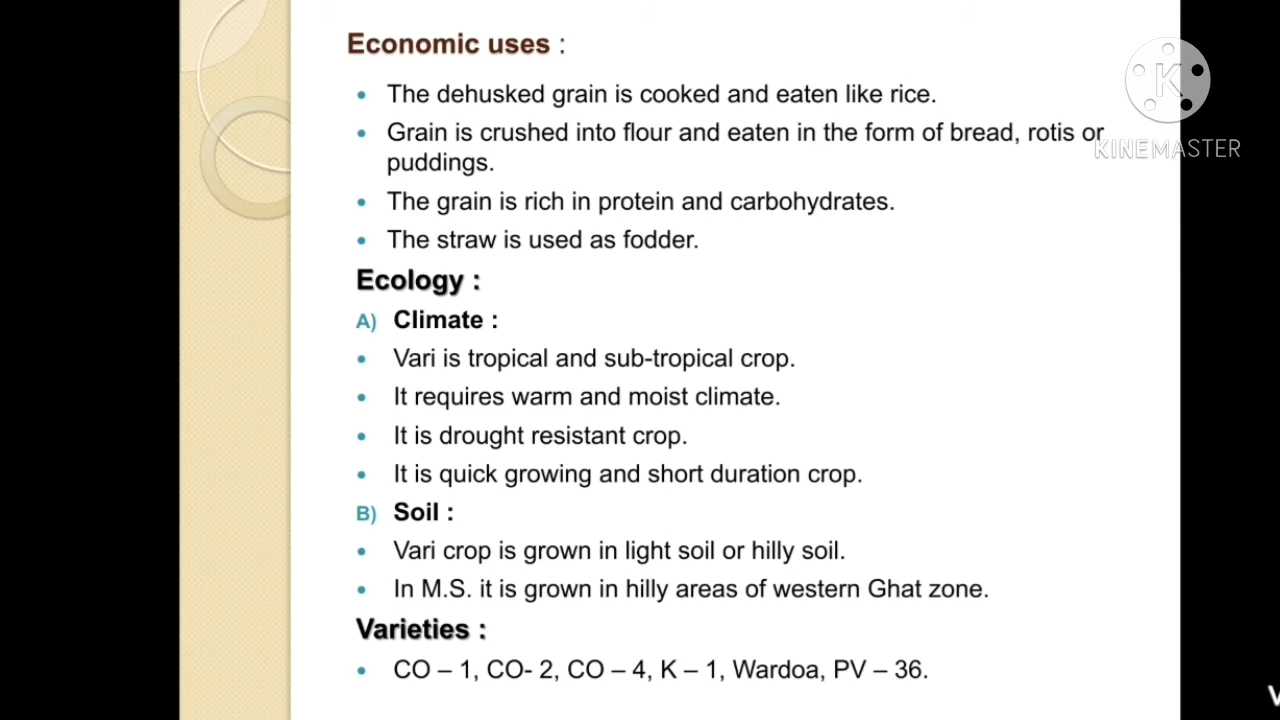 Economic uses :
• The dehusked grain is cooked and eaten like rice.
• Grain is crushed into flour and eaten in the form of bread, rotis or
puddings.
• The grain is rich in protein and carbohydrates.
• The straw is used as fodder.
Ecology :
A) Climate :
• Vari is tropical and sub-tropical crop.
• It requires warm and moist climate.
• It is drought resistant crop.
• It is quick growing and short duration crop.
B) Soil :
• Vari crop is grown in light soil or hilly soil.
• In M.S. it is grown in hilly areas of western Ghat zone.
Varieties :
• CO – 1, CO- 2, CO – 4, K – 1, Wardoa, PV – 36.
K
KINEMASTER